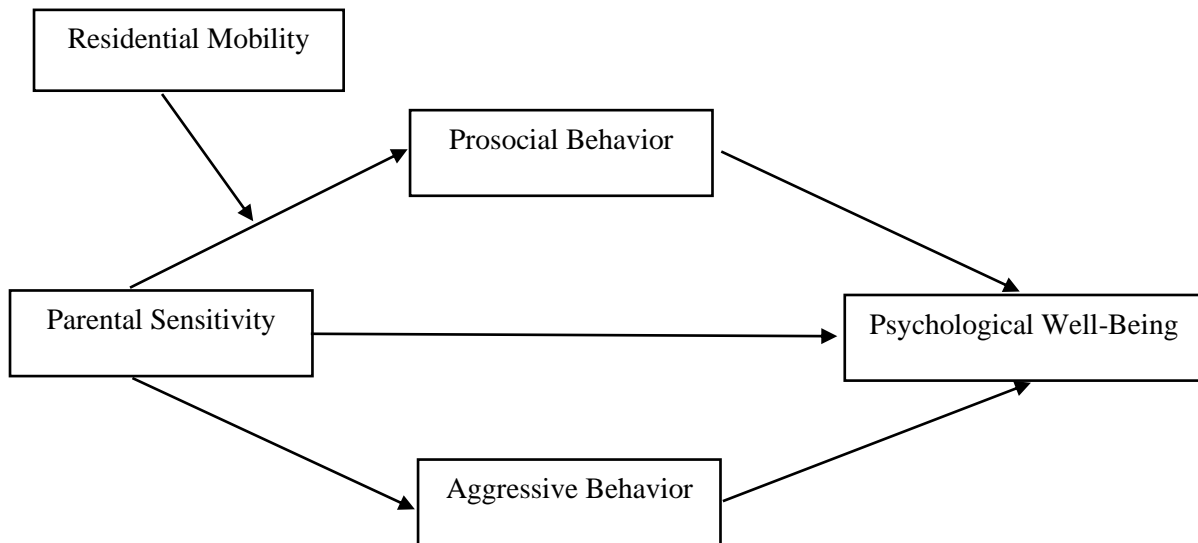 Residential Mobility
Prosocial Behavior
Parental Sensitivity
Psychological Well-Being
Aggressive Behavior